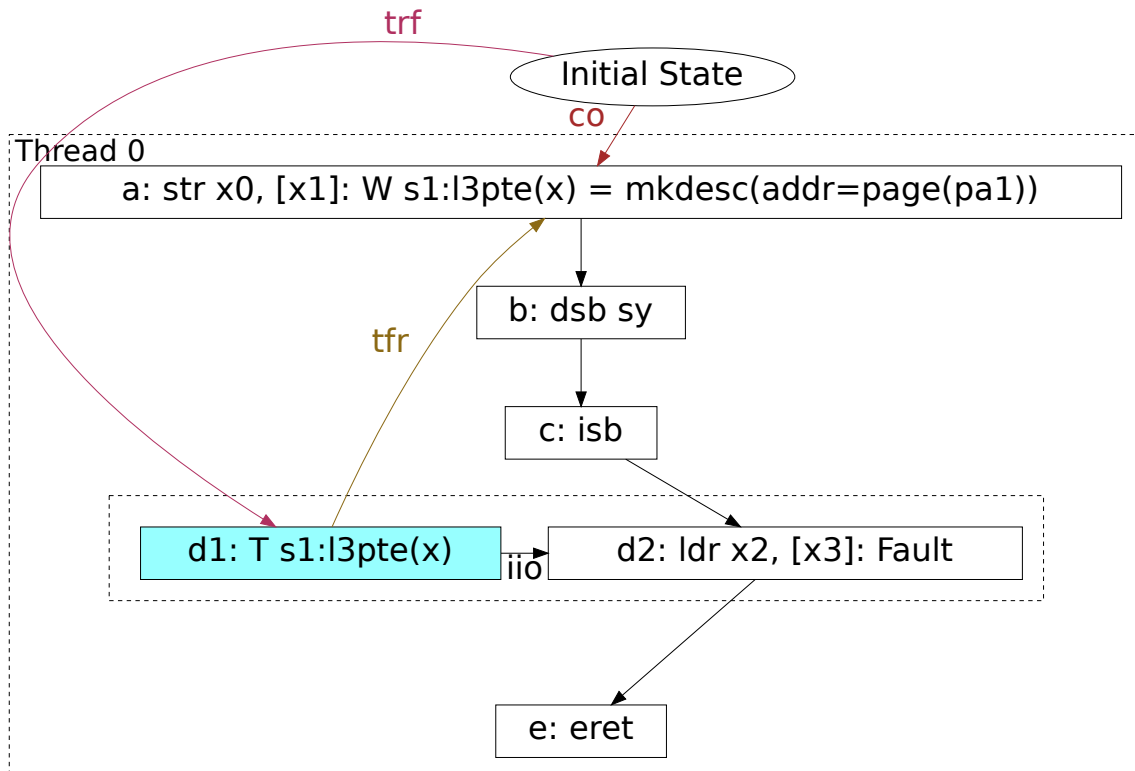 trf
Initial State
co
Thread 0
a: str x0, [x1]: W s1:l3pte(x) = mkdesc(addr=page(pa1))
b: dsb sy
tfr
c: isb
d1: T s1:l3pte(x)
iio
d2: ldr x2, [x3]: Fault
e: eret